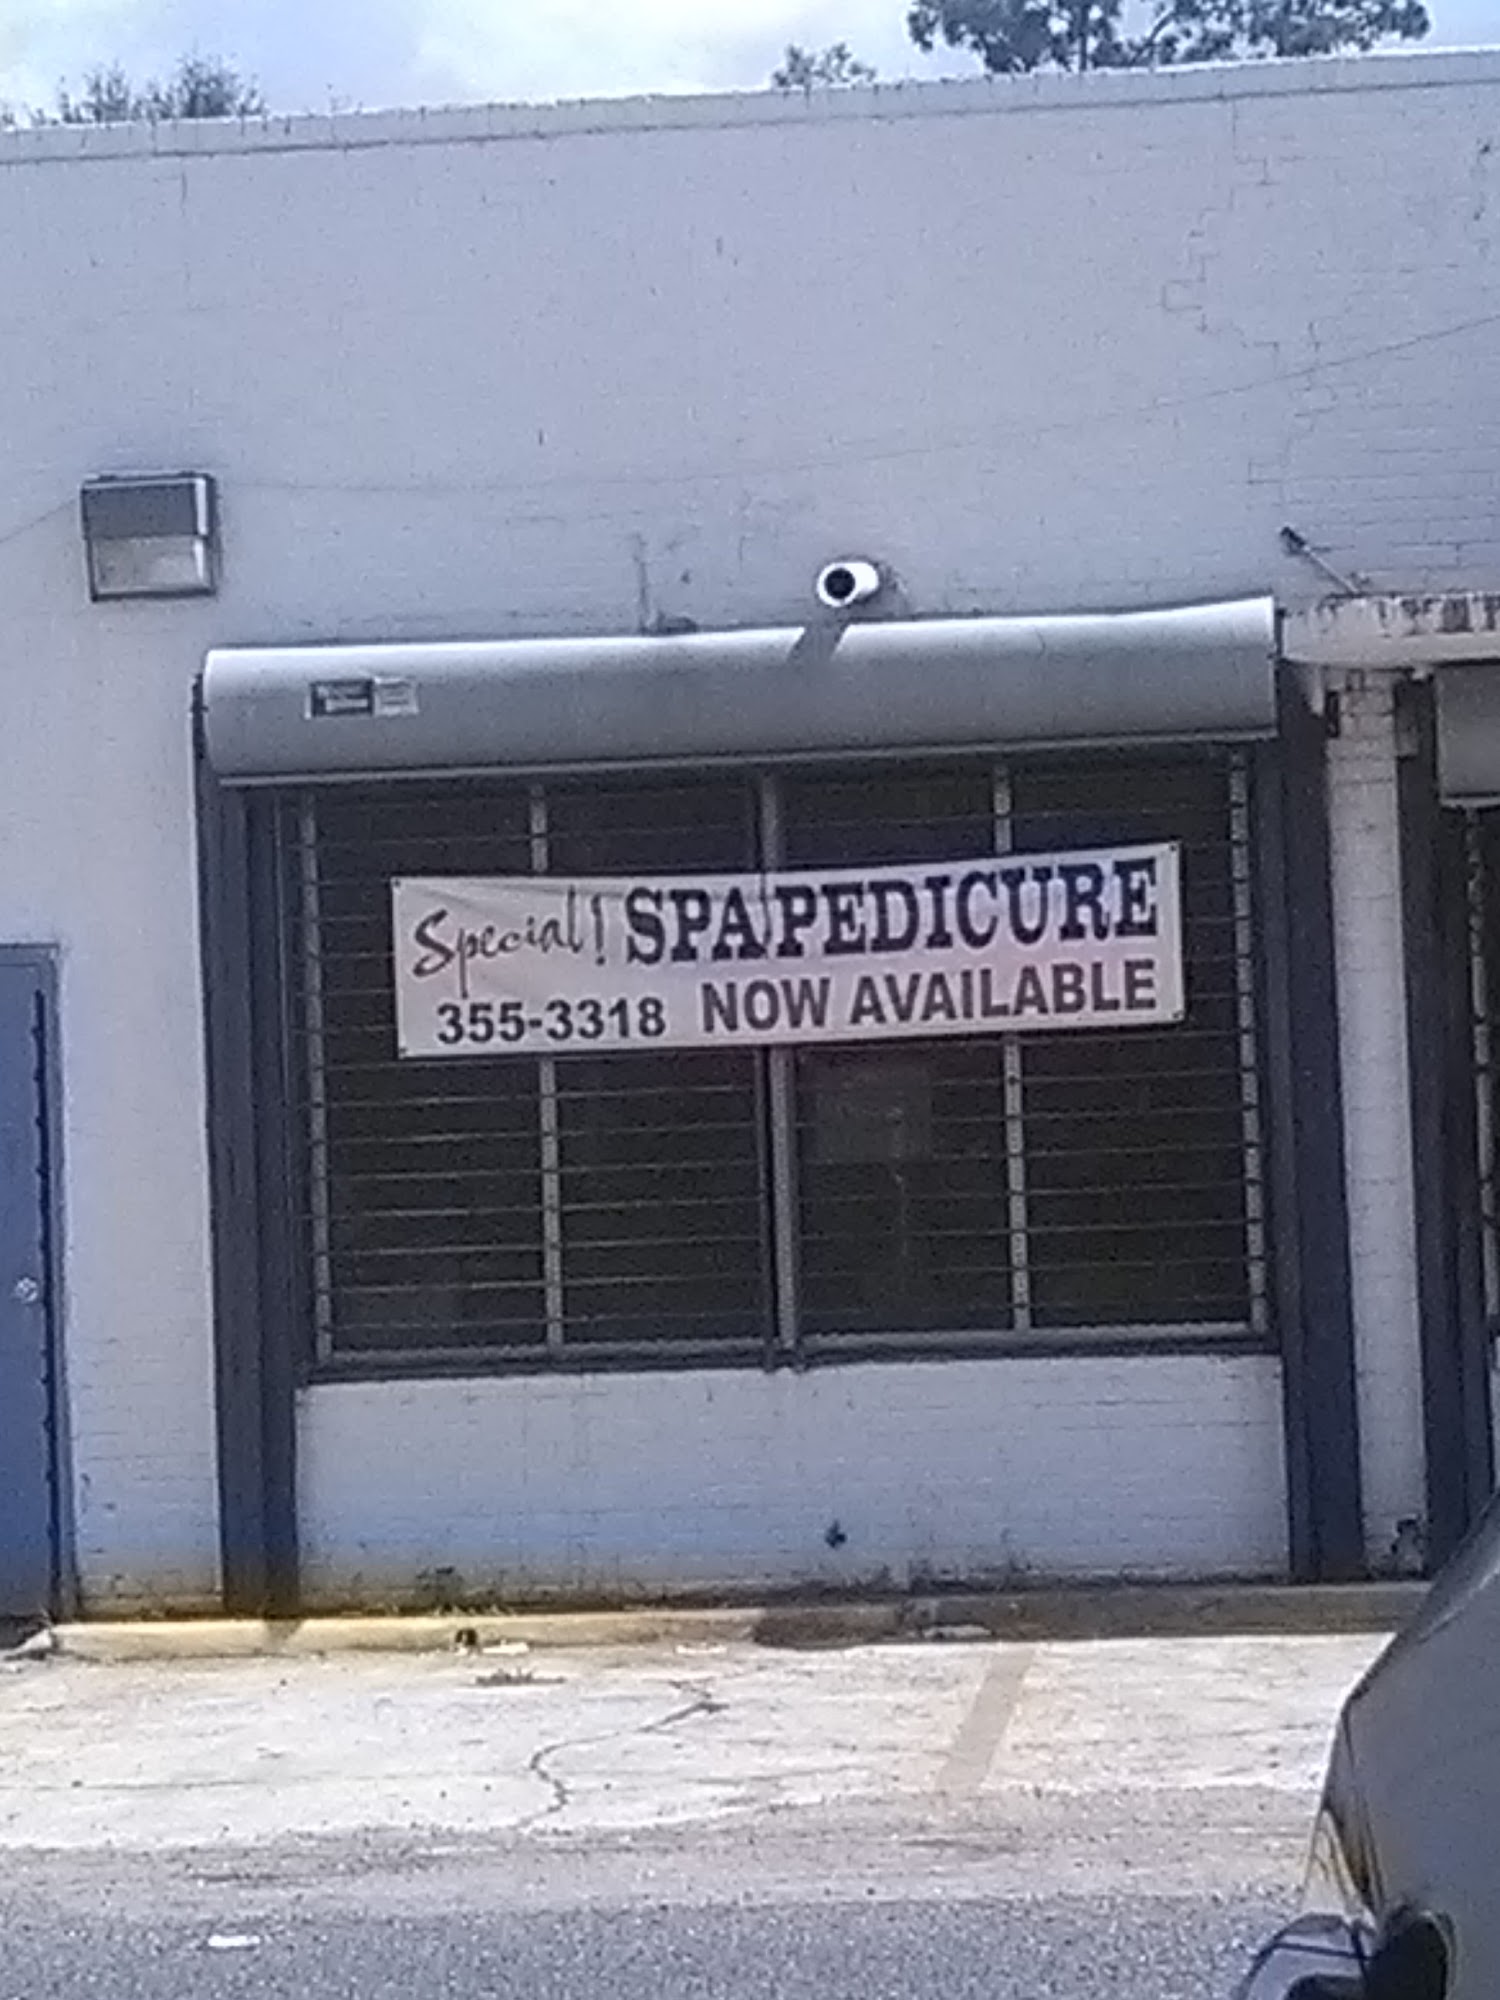 Special! SPA PEDICURE
355-3318 NOW AVAILABLE